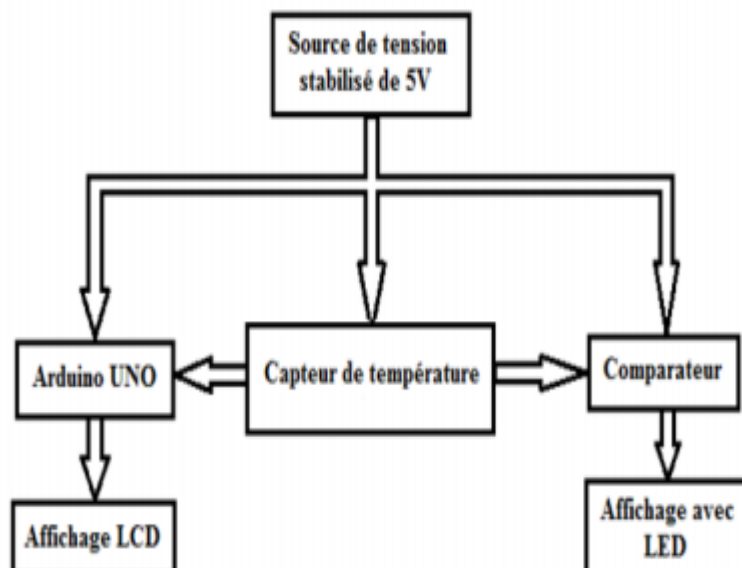 Source de tension
stabilisé de 5V
Arduino UNO
Capteur de température
Comparateur
Affichage LCD
Affichage avec
LED